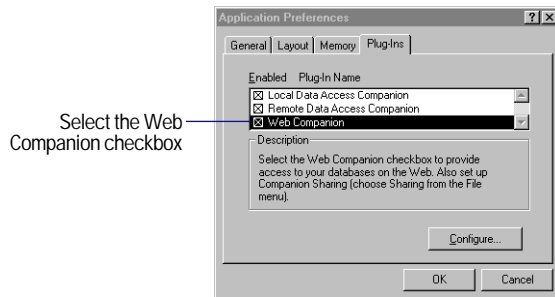 Application Preferences
General Layout Memory Plug-Ins
Enabled Plug-In Name
Local Data Access Companion
Remote Data Access Companion
Web Companion
Select the Web
Companion checkbox
Description
Select the Web Companion checkbox to provide
access to your databases on the Web. Also set up
Companion Sharing (choose Sharing from the File
menu).
Configure...
OK Cancel